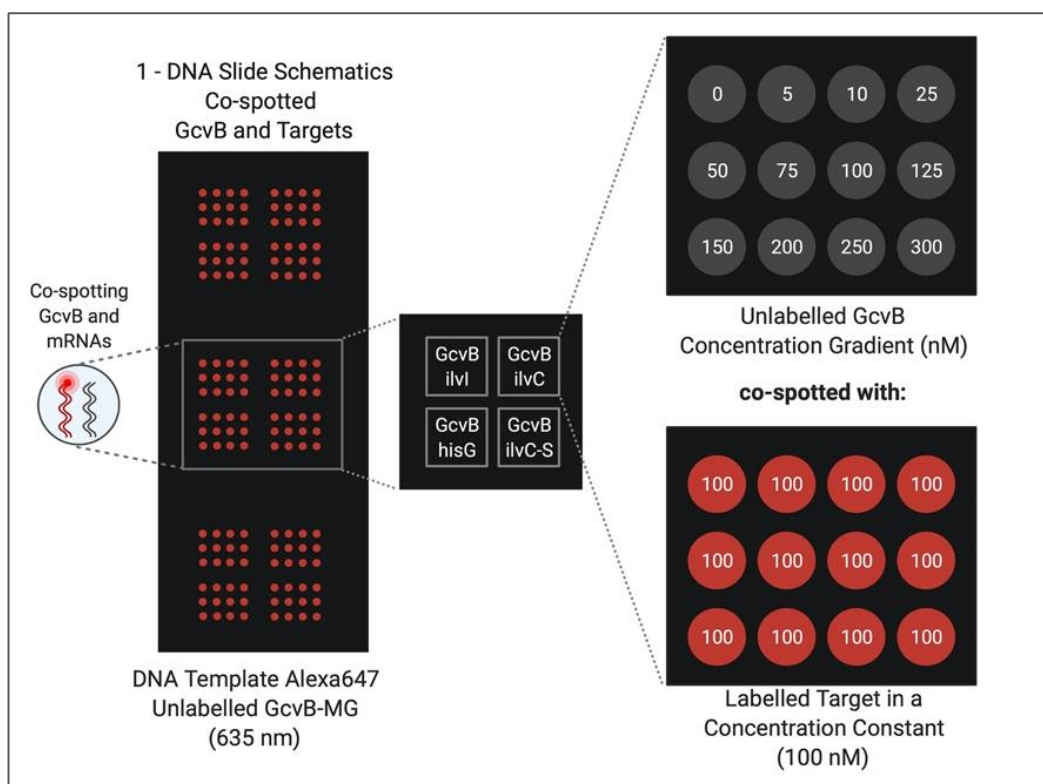 1 - DNA Slide Schematics
Co-spotted
GcvB and Targets
Co-spotting
GcvB and
mRNAs
DNA Template Alexa647
Unlabelled GcvB-MG
(635 nm)
GcvB
ilvI
GcvB
ilvC
GcvB
hisG
GcvB
ilvC-S
0 5 10 25
50 75 100 125
150 200 250 300
Unlabelled GcvB
Concentration Gradient (nM)
co-spotted with:
100 100 100 100
100 100 100 100
100 100 100 100
Labelled Target in a
Concentration Constant
(100 nM)